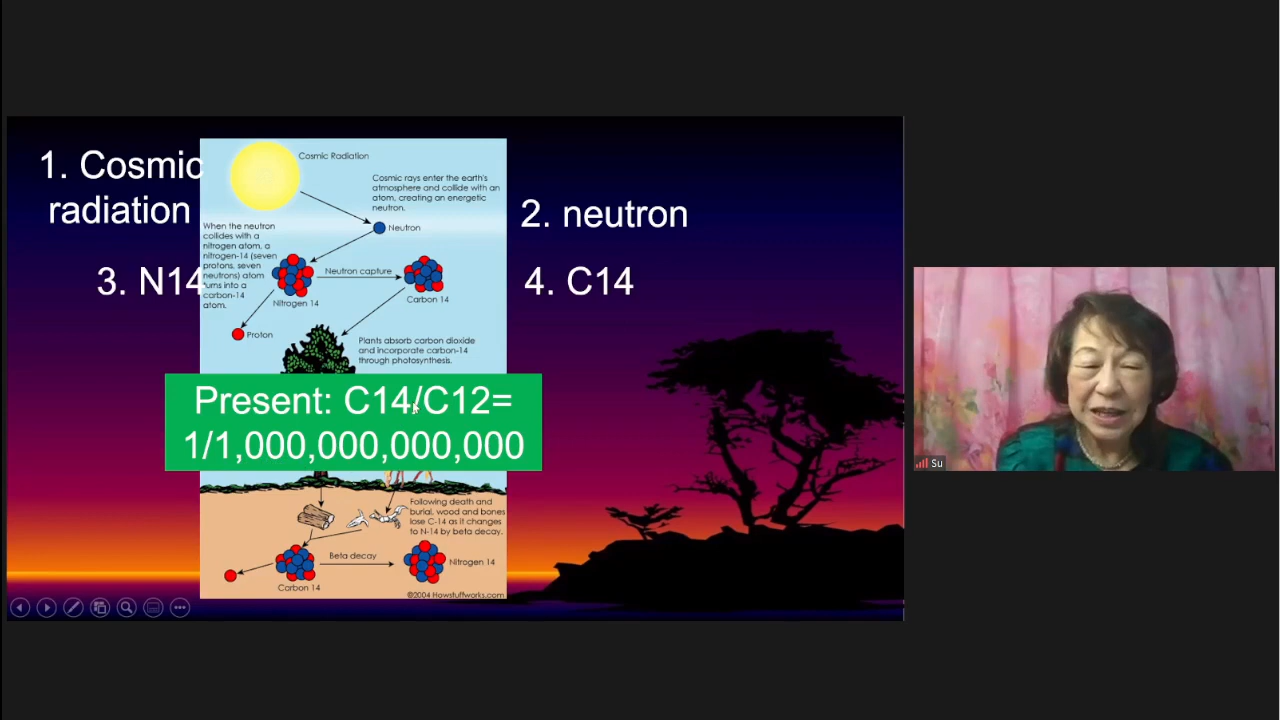 1. Cosmic
radiation
2. neutron
3. N14
4. C14
Cosmic Radiation
Cosmic rays enter the earth's
atmosphere and collide with an
atom, creating an energetic
neutron.
Neutron
When the neutron
collides with a
nitrogen atom, a
nitrogen-14 (seven
protons, seven
neutrons) atom
turns into a
carbon-14
atom.
Neutron capture
Nitrogen 14
Carbon 14
Proton
Plants absorb carbon dioxide
and incorporate carbon-14
through photosynthesis.
Present: C14/C12=
1/1,000,000,000,000
Following death and
burial, wood and bones
lose C-14 as it changes
to N-14 by beta decay.
Beta decay
Carbon 14
Nitrogen 14
©2004 Howstuffworks.com
Su